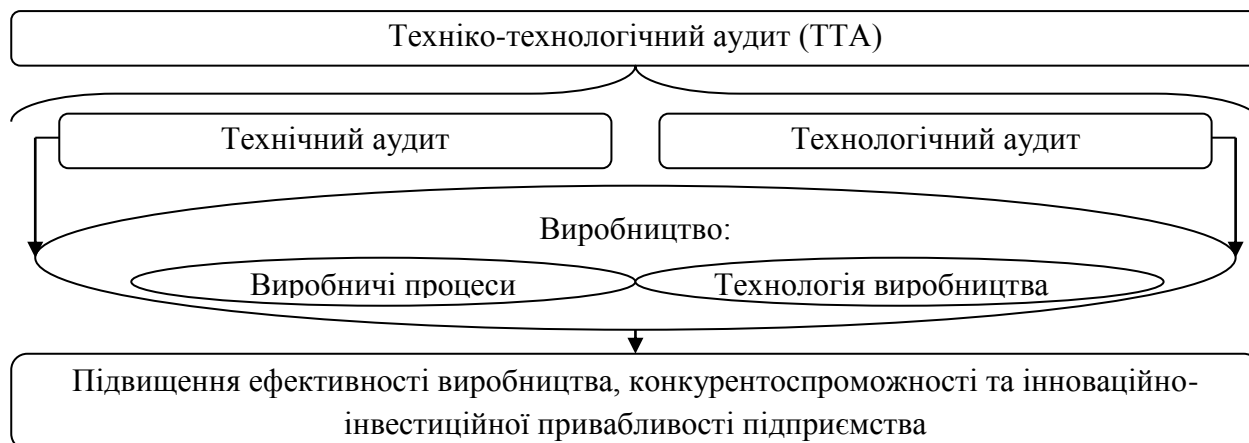 Техніко-технологічний аудит (ТТА)
Технічний аудит
Технологічний аудит
Виробництво:
Виробничі процеси
Технологія виробництва
Підвищення ефективності виробництва, конкурентоспроможності та інноваційно-
інвестиційної привабливості підприємства